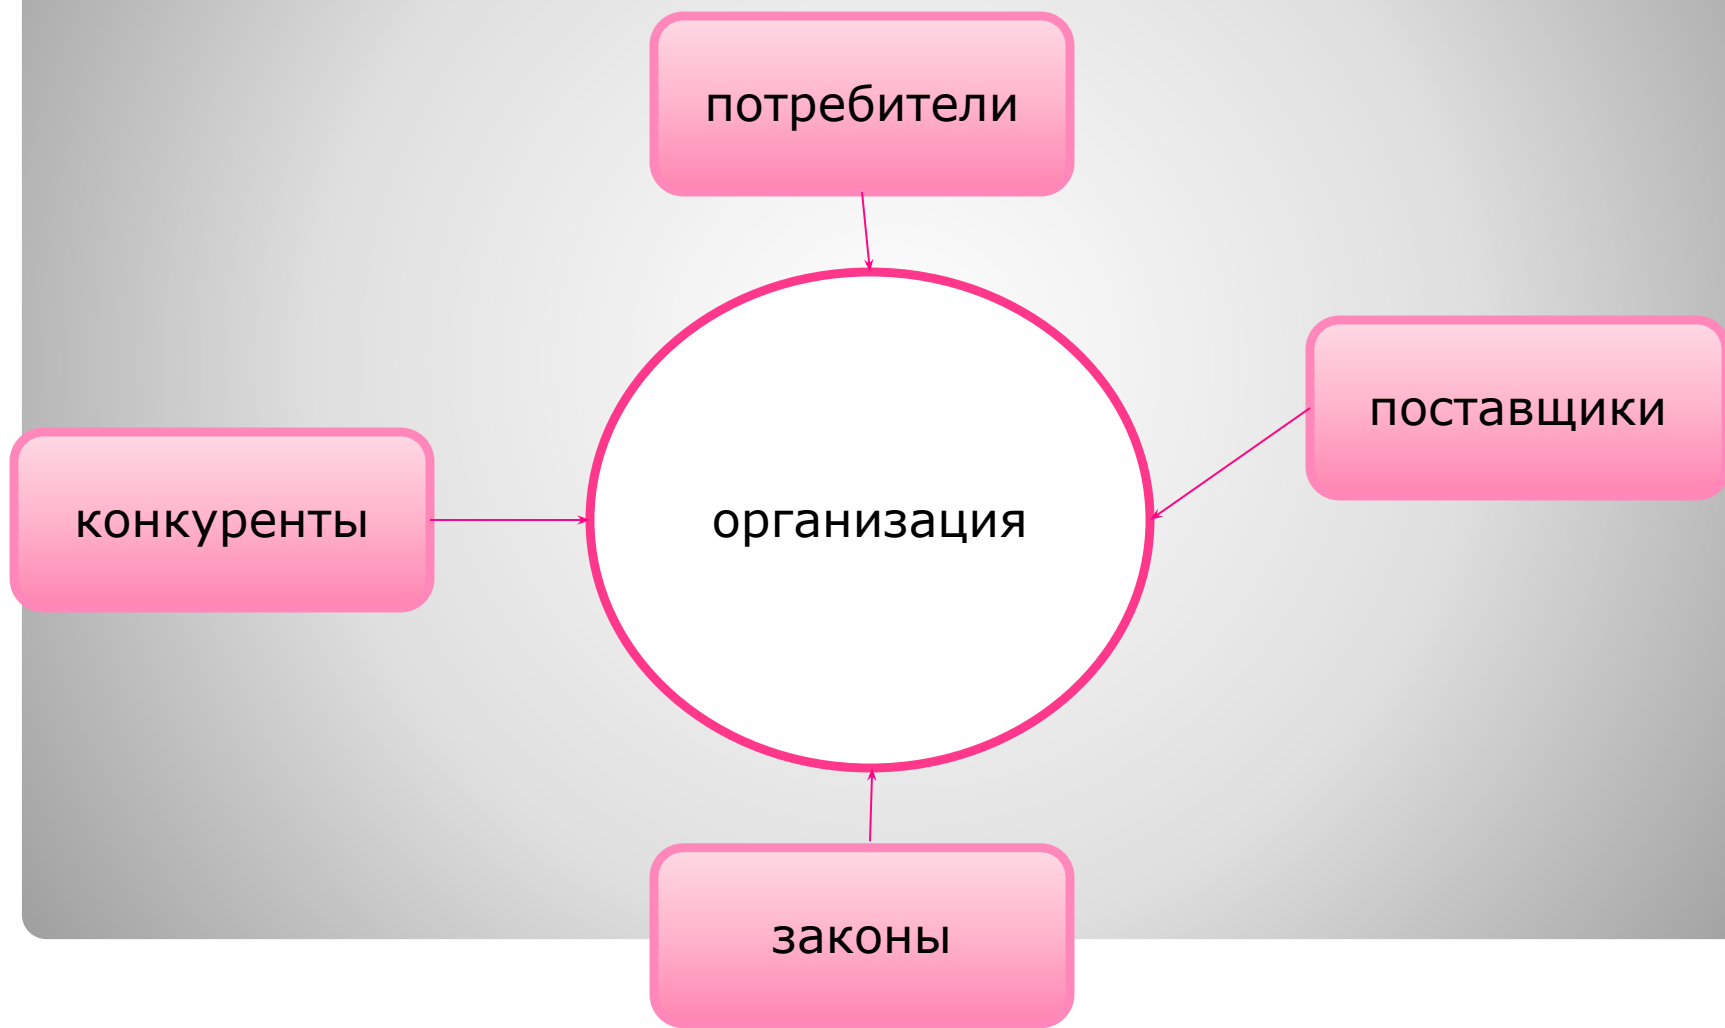 потребители
поставщики
конкуренты
организация
законы